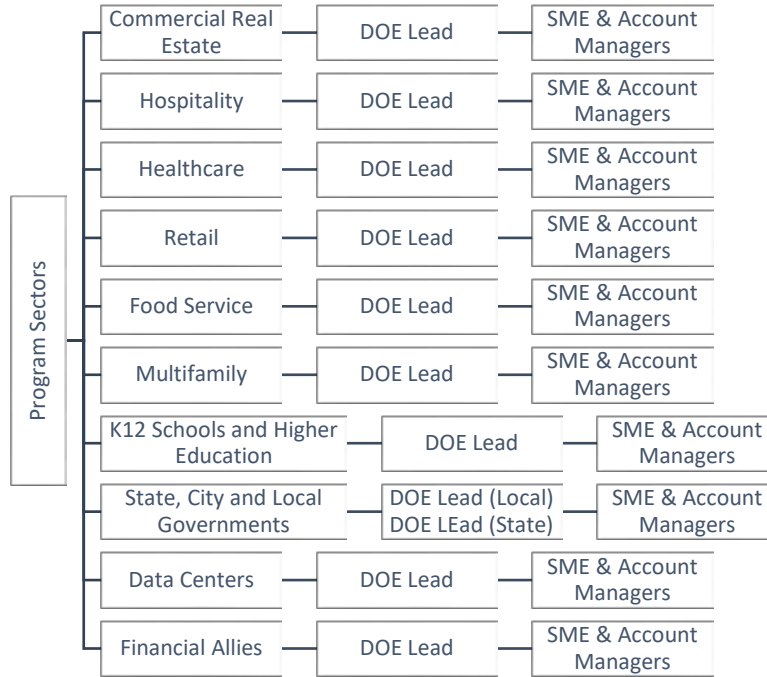 Program Sectors
Commercial Real
Estate
DOE Lead
SME & Account
Managers
Hospitality
DOE Lead
SME & Account
Managers
Healthcare
DOE Lead
SME & Account
Managers
Retail
DOE Lead
SME & Account
Managers
Food Service
DOE Lead
SME & Account
Managers
Multifamily
DOE Lead
SME & Account
Managers
K12 Schools and Higher
Education
DOE Lead
SME & Account
Managers
State, City and Local
Governments
DOE Lead (Local)
DOE LEad (State)
SME & Account
Managers
Data Centers
DOE Lead
SME & Account
Managers
Financial Allies
DOE Lead
SME & Account
Managers